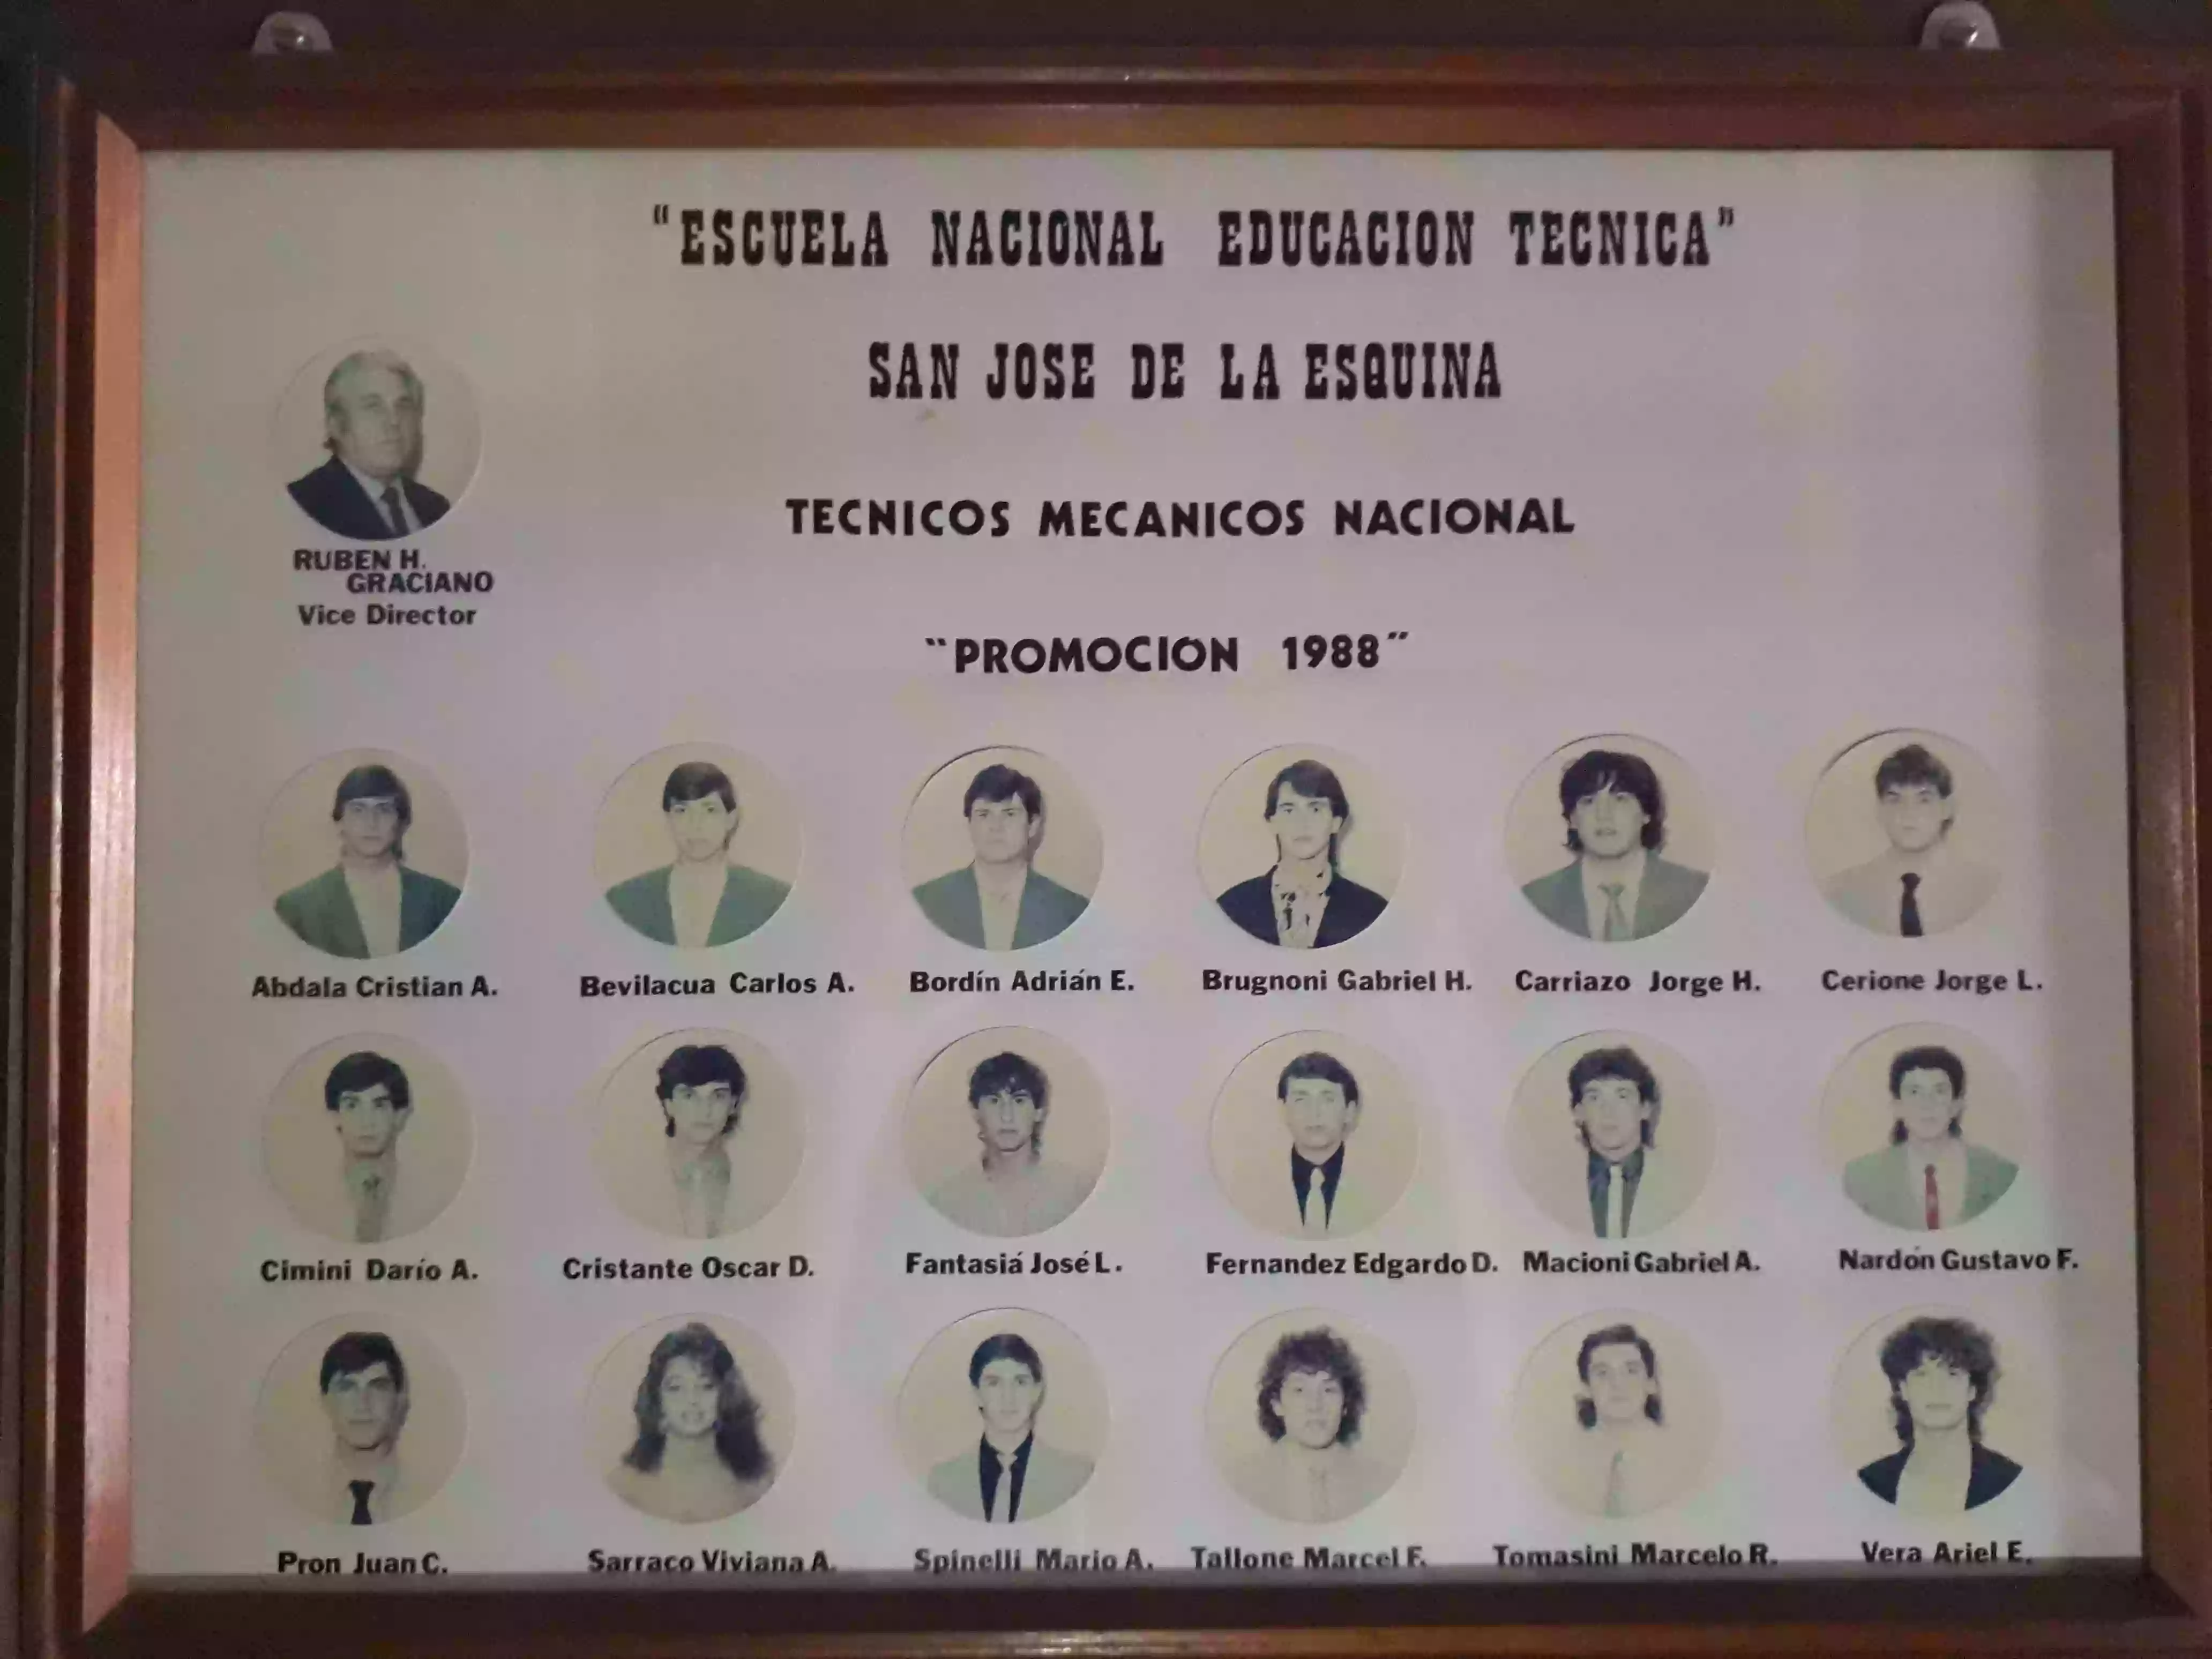 "ESCUELA NACIONAL EDUCACION TECNICA"
SAN JOSE DE LA ESQUINA
TECNICOS MECANICOS NACIONAL
RUBEN H.
GRACIANO
Vice Director
"PROMOCION 1988"
Abdala Cristian A. Bevilacua Carlos A. Bordín Adrián E. Brugnoni Gabriel H. Carriazo Jorge H. Cerione Jorge L.
Cimini Darío A. Cristante Oscar D. Fantasiá José L. Fernandez Edgardo D. Macioni Gabriel A. Nardón Gustavo F.
Pron Juan C. Sarraco Viviana A. Spinelli Mario A. Tallone Marcel F. Tomasini Marcelo R. Vera Ariel E.